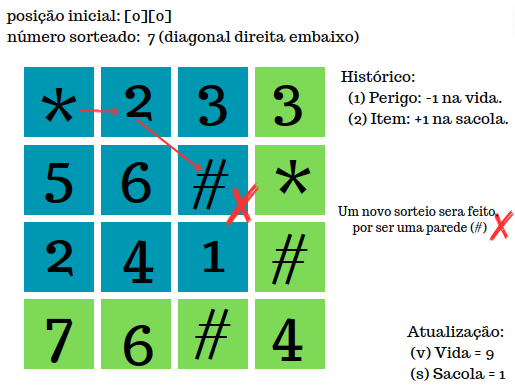 posição inicial: [0][0]
número sorteado: 7 (diagonal direita embaixo)
* 2 3 3
5 6 # *
2 4 1 #
7 6 # 4
Histórico:
(1) Perigo: -1 na vida.
(2) Item: +1 na sacola.
Um novo sorteio sera feito,
por ser uma parede (#)
Atualização:
(v) Vida = 9
(s) Sacola = 1